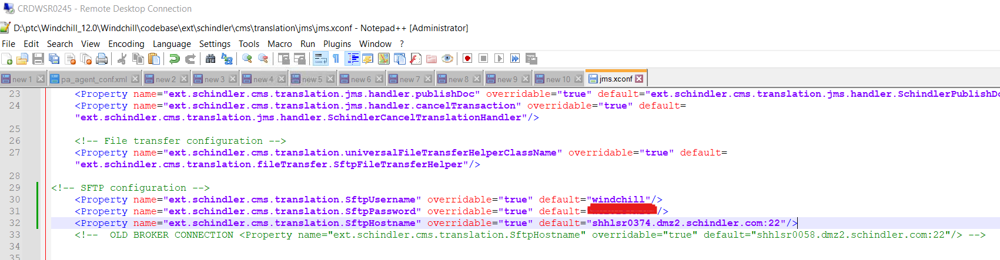 CRDWSR0245 - Remote Desktop Connection
D:\ptc\Windchill_12.0\Windchill\codebase\ext\schindler\cms\translation\jms\jms.xconf - Notepad++ [Administrator]
File Edit Search View Encoding Language Settings Tools Macro Run Plugins Window ?
new 1 pa_agent_conf.xml new 2 new 3 new 4 new 5 new 6 new 7 new 8 new 9 new 10 jms.xconf
23 <Property name="ext.schindler.cms.translation.jms.handler.publishDoc" overridable="true" default="ext.schindler.cms.translation.jms.handler.SchindlerPublishDo
24 <Property name="ext.schindler.cms.translation.jms.handler.cancelTransaction" overridable="true" default=
"ext.schindler.cms.translation.jms.handler.SchindlerCancelTranslationHandler"/>
25
26 <!-- File transfer configuration -->
27 <Property name="ext.schindler.cms.translation.universalFileTransferHelperClassName" overridable="true" default=
"ext.schindler.cms.translation.fileTransfer.SftpFileTransferHelper"/>
28
29 <!-- SFTP configuration -->
30 <Property name="ext.schindler.cms.translation.SftpUsername" overridable="true" default="windchill"/>
31 <Property name="ext.schindler.cms.translation.SftpPassword" overridable="true" default= />
32 <Property name="ext.schindler.cms.translation.SftpHostname" overridable="true" default="shhlsr0374.dmz2.schindler.com:22"/>
33 <!-- OLD BROKER CONNECTION <Property name="ext.schindler.cms.translation.SftpHostname" overridable="true" default="shhlsr0058.dmz2.schindler.com:22"/> -->
34
35